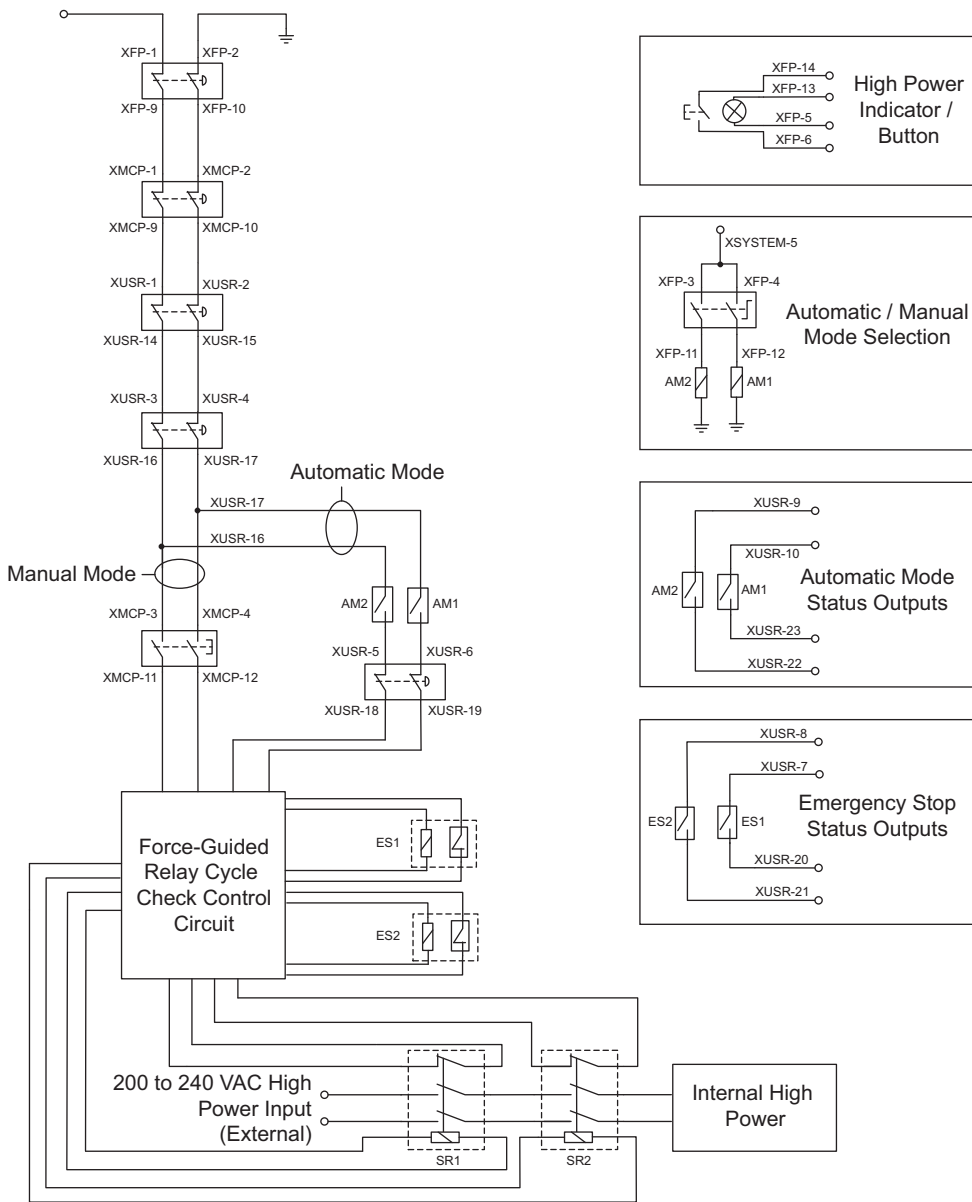 XFP-1 XFP-2
XFP-9 XFP-10
XMCP-1 XMCP-2
XMCP-9 XMCP-10
XUSR-1 XUSR-2
XUSR-14 XUSR-15
XUSR-3 XUSR-4
XUSR-16 XUSR-17
Automatic Mode
XUSR-17
XUSR-16
Manual Mode
XMCP-3 XMCP-4
XMCP-11 XMCP-12
AM2 AM1
XUSR-5 XUSR-6
XUSR-18 XUSR-19
Force-Guided
Relay Cycle
Check Control
Circuit
ES1
ES2
200 to 240 VAC High
Power Input
(External)
SR1 SR2
Internal High
Power
XFP-14
XFP-13
XFP-5
XFP-6
High Power
Indicator /
Button
XSYSTEM-5
XFP-3 XFP-4
XFP-11 XFP-12
AM2 AM1
Automatic / Manual
Mode Selection
XUSR-9
XUSR-10
AM2 AM1
XUSR-23
XUSR-22
Automatic Mode
Status Outputs
XUSR-8
XUSR-7
ES2 ES1
XUSR-20
XUSR-21
Emergency Stop
Status Outputs